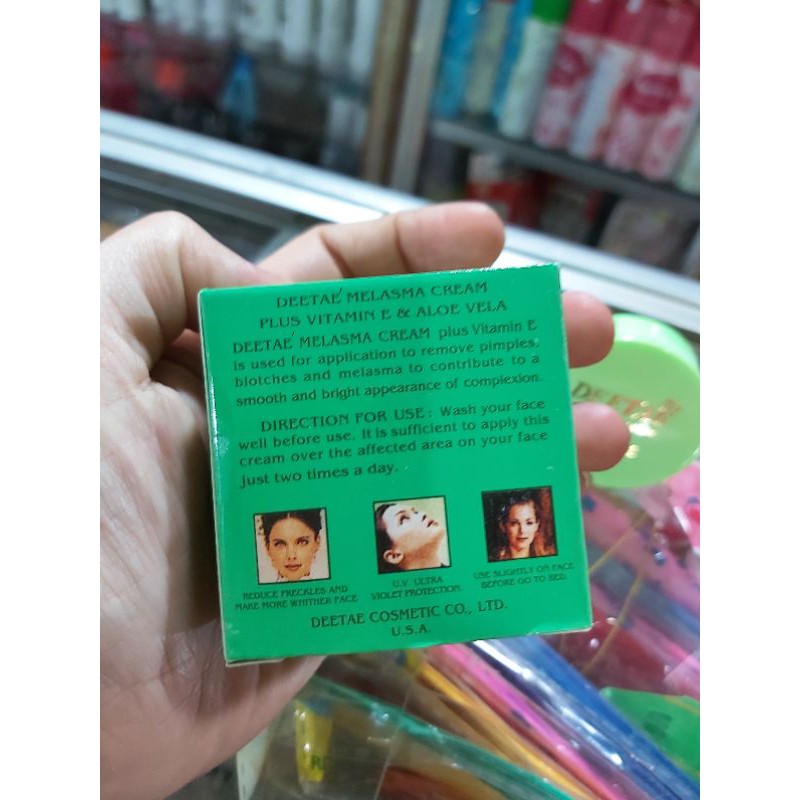 DEETAE' MELASMA CREAM
PLUS VITAMIN E & ALOE VELA
DEETAE' MELASMA CREAM plus Vitamin E
is used for application to remove pimples,
blotches and melasma to contribute to a
smooth and bright appearance of complexion.
DIRECTION FOR USE : Wash your face
well before use. It is sufficient to apply this
cream over the affected area on your face
just two times a day.
REDUCE FRECKLES AND
MAKE MORE WHITHER FACE
U.V. ULTRA
VIOLET PROTECTION.
USE SLIGHTLY ON FACE
BEFORE GO TO BED.
DEETAE COSMETIC CO., LTD.
U.S.A.
DEETAE